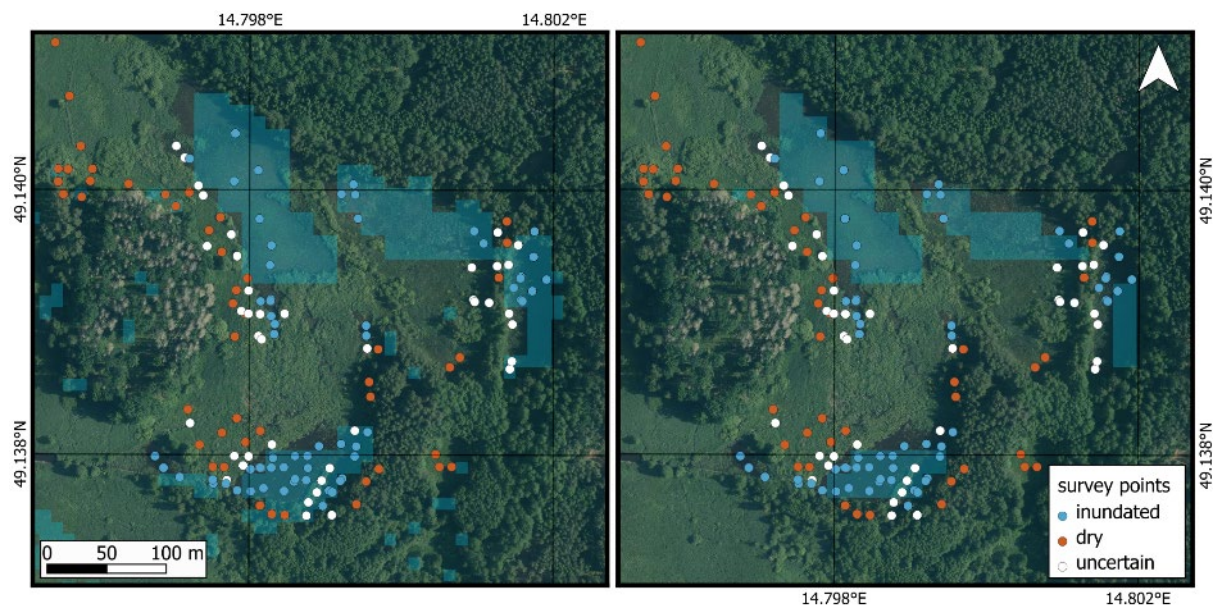 14.798°E
14.802°E
49.140°N
49.140°N
49.138°N
49.138°N
survey points
inundated
dry
uncertain
0 50 100 m
14.798°E
14.802°E